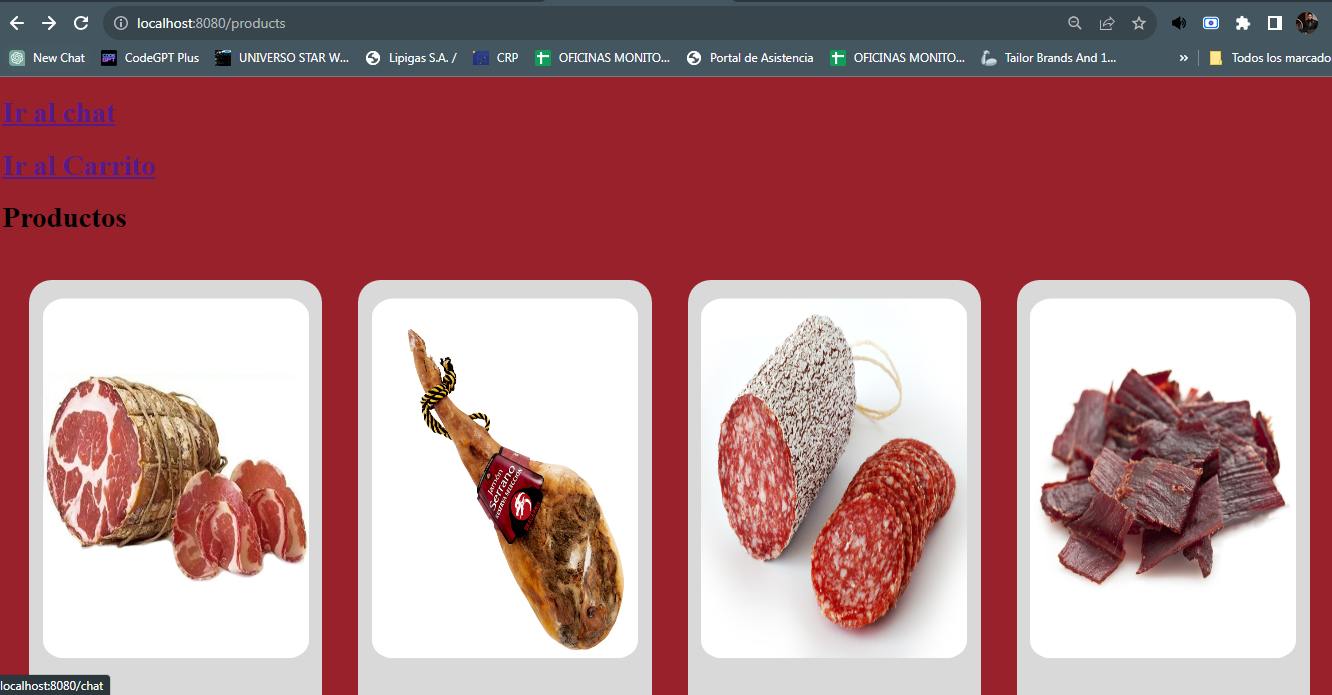 localhost:8080/products
New Chat
CodeGPT Plus
UNIVERSO STAR W...
Lipigas S.A. /
CRP
OFICINAS MONITO...
Portal de Asistencia
OFICINAS MONITO...
Tailor Brands And 1...
»
Todos los marcado
Ir al chat
Ir al Carrito
Productos
Jamón
Serrano
localhost:8080/chat